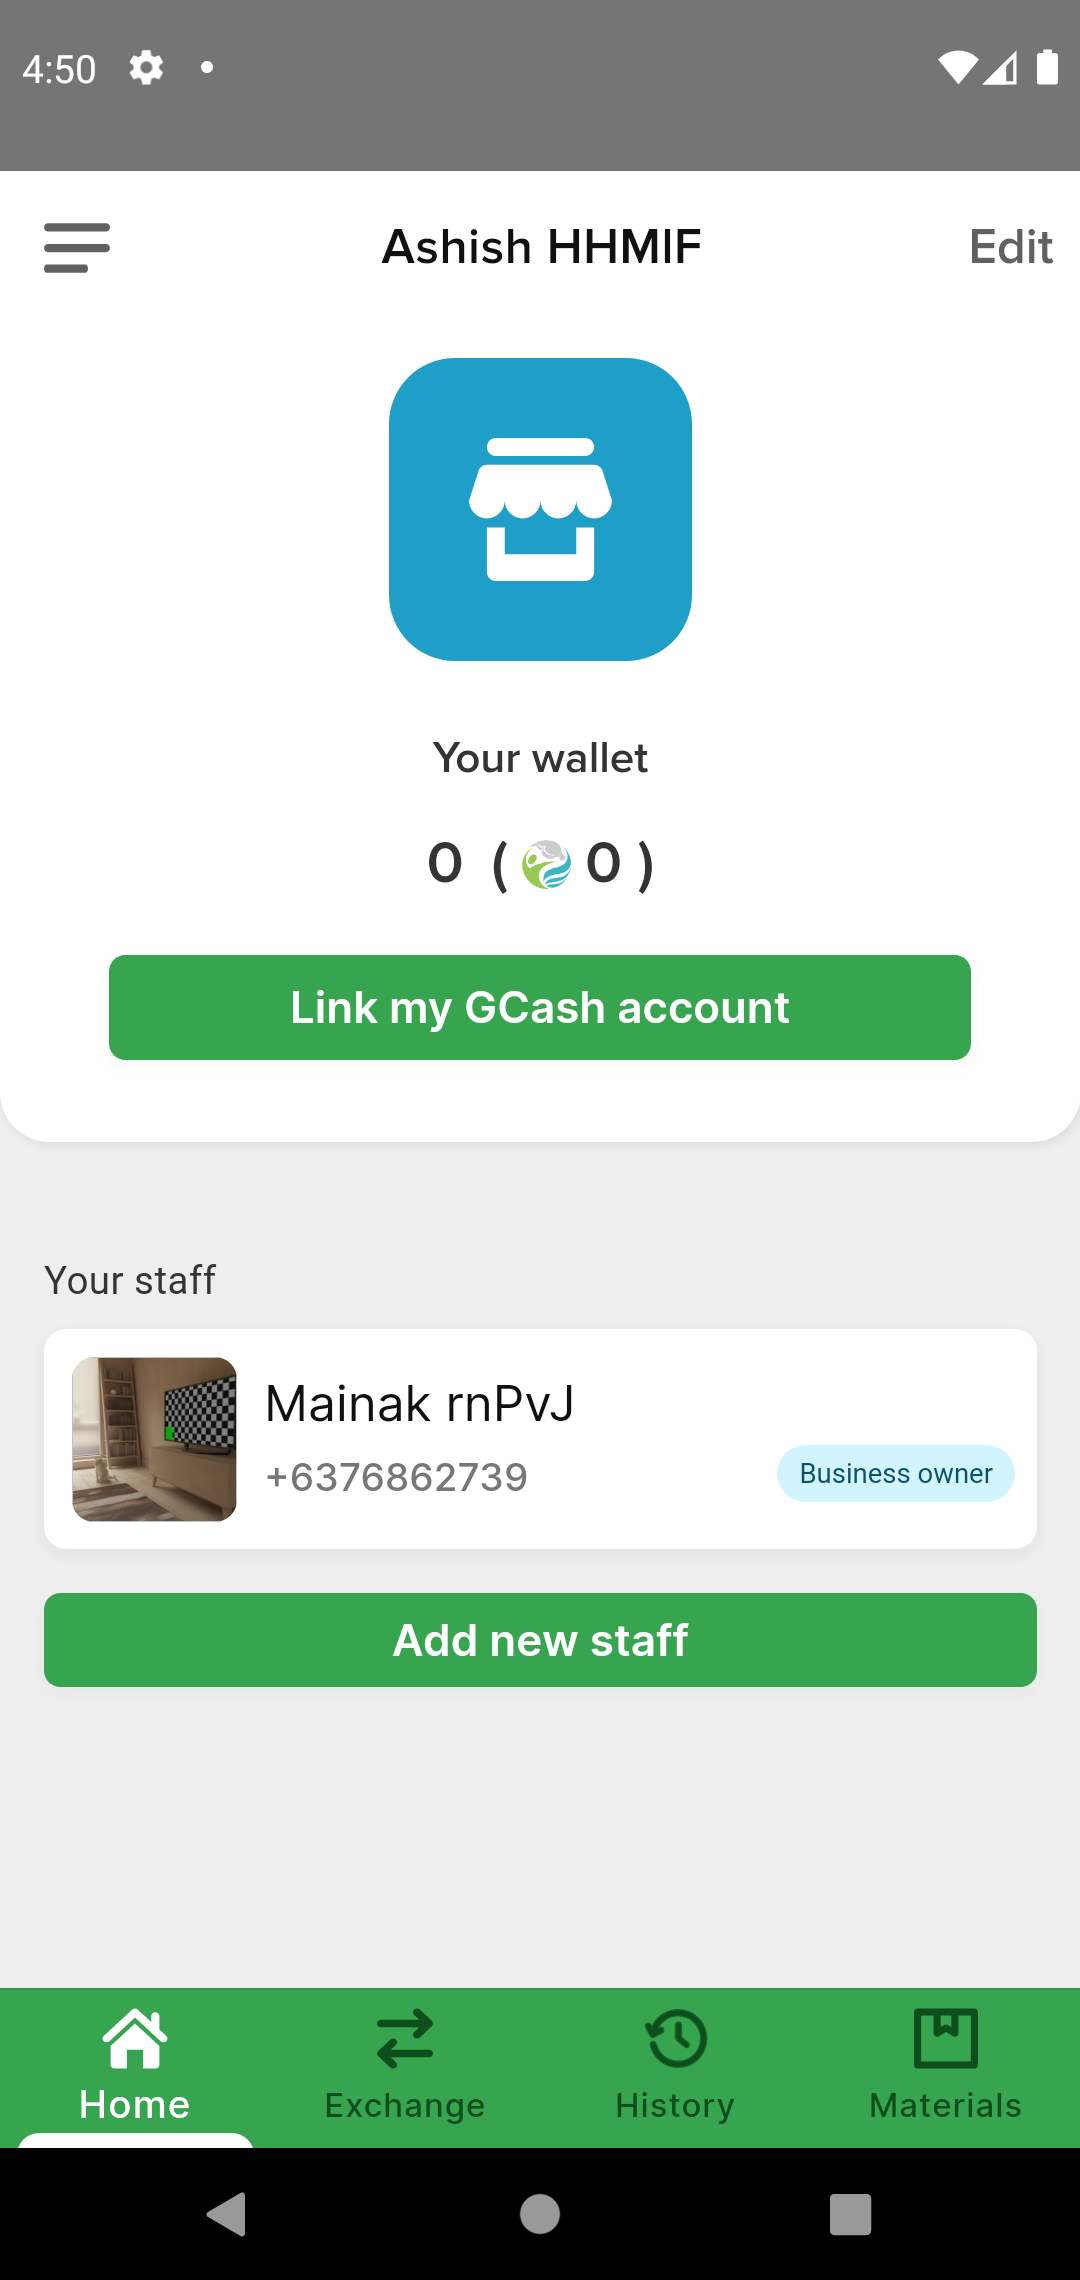 4:50
Ashish HHMIF
Edit
Your wallet
0 ( 0 )
Link my GCash account
Your staff
Mainak rnPvJ
+6376862739
Business owner
Add new staff
Home
Exchange
History
Materials